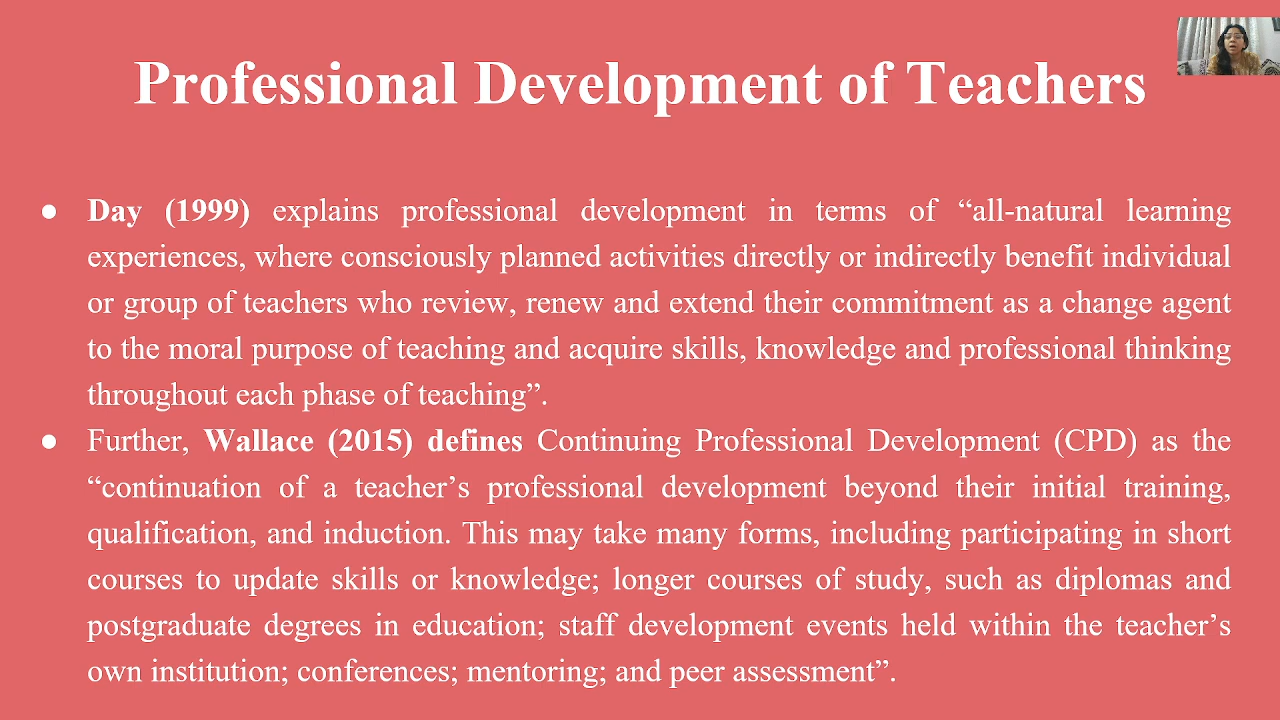 Professional Development of Teachers
● Day (1999) explains professional development in terms of “all-natural learning
experiences, where consciously planned activities directly or indirectly benefit individual
or group of teachers who review, renew and extend their commitment as a change agent
to the moral purpose of teaching and acquire skills, knowledge and professional thinking
throughout each phase of teaching”.
● Further, Wallace (2015) defines Continuing Professional Development (CPD) as the
“continuation of a teacher’s professional development beyond their initial training,
qualification, and induction. This may take many forms, including participating in short
courses to update skills or knowledge; longer courses of study, such as diplomas and
postgraduate degrees in education; staff development events held within the teacher’s
own institution; conferences; mentoring; and peer assessment”.